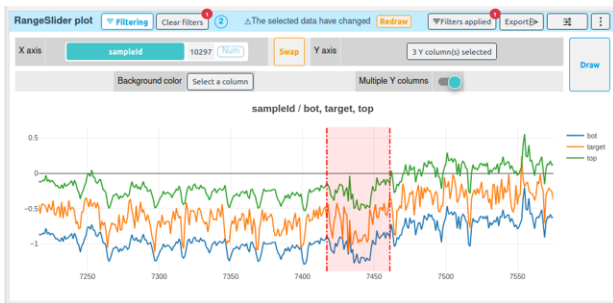 RangeSlider plot Filtering Clear filters 1 2 The selected data have changed Redraw Filters applied 1 Export
X axis sampleId 10297 Num Swap Y axis 3 Y column(s) selected Draw
Background color Select a column Multiple Y columns
sampleId / bot, target, top
0.5
0
−0.5
−1
bot
target
top
7250 7300 7350 7400 7450 7500 7550